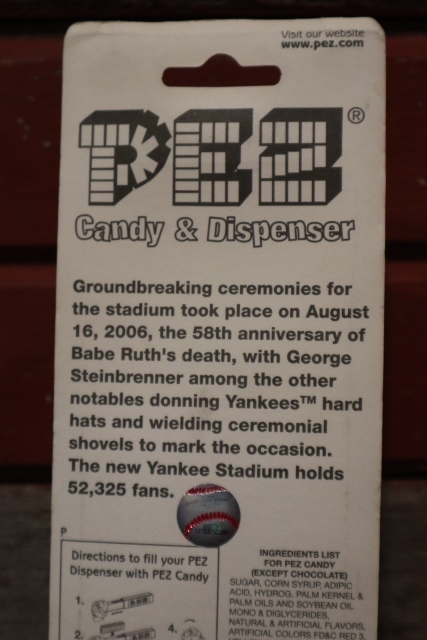 Visit our website
www.pez.com
PEZ®
Candy & Dispenser
Groundbreaking ceremonies for
the stadium took place on August
16, 2006, the 58th anniversary of
Babe Ruth's death, with George
Steinbrenner among the other
notables donning Yankees™ hard
hats and wielding ceremonial
shovels to mark the occasion.
The new Yankee Stadium holds
52,325 fans.
P
Directions to fill your PEZ
Dispenser with PEZ Candy
1.
2.
4.
INGREDIENTS LIST
FOR PEZ CANDY
(EXCEPT CHOCOLATE)
SUGAR, CORN SYRUP, ADIPIC
ACID, HYDROG. PALM KERNEL &
PALM OILS AND SOYBEAN OIL
MONO & DIGLYCERIDES,
NATURAL & ARTIFICIAL FLAVORS,
ARTIFICIAL COLORS FD&C RED 3,